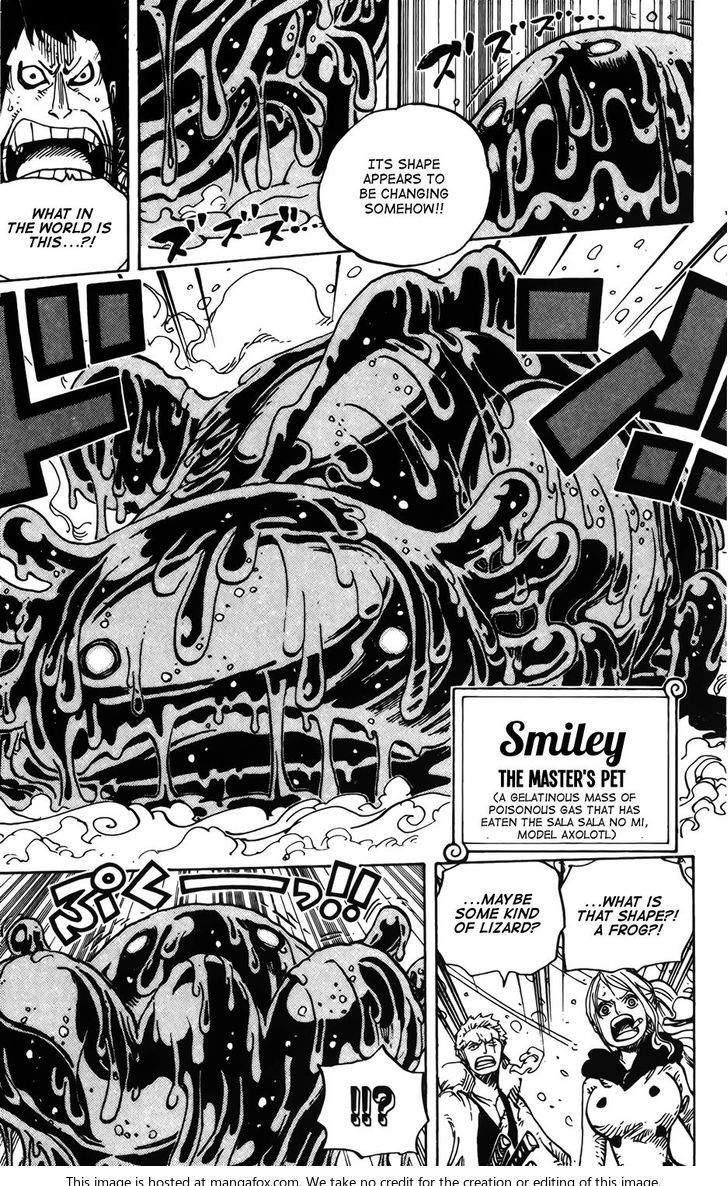 ズズズ...
ズズズ...
ITS SHAPE
APPEARS TO
BE CHANGING
SOMEHOW!!
WHAT IN
THE WORLD IS
THIS...?!
Smiley
THE MASTER'S PET
(A GELATINOUS MASS OF
POISONOUS GAS THAT HAS
EATEN THE SALA SALA NO MI,
MODEL AXOLOTL)
...WHAT IS
THAT SHAPE?!
A FROG?!
...MAYBE
SOME KIND
OF LIZARD?
ぷくーっ!!
!!?
This image is hosted at mangafox.com. We take no credit for the creation or editing of this image.